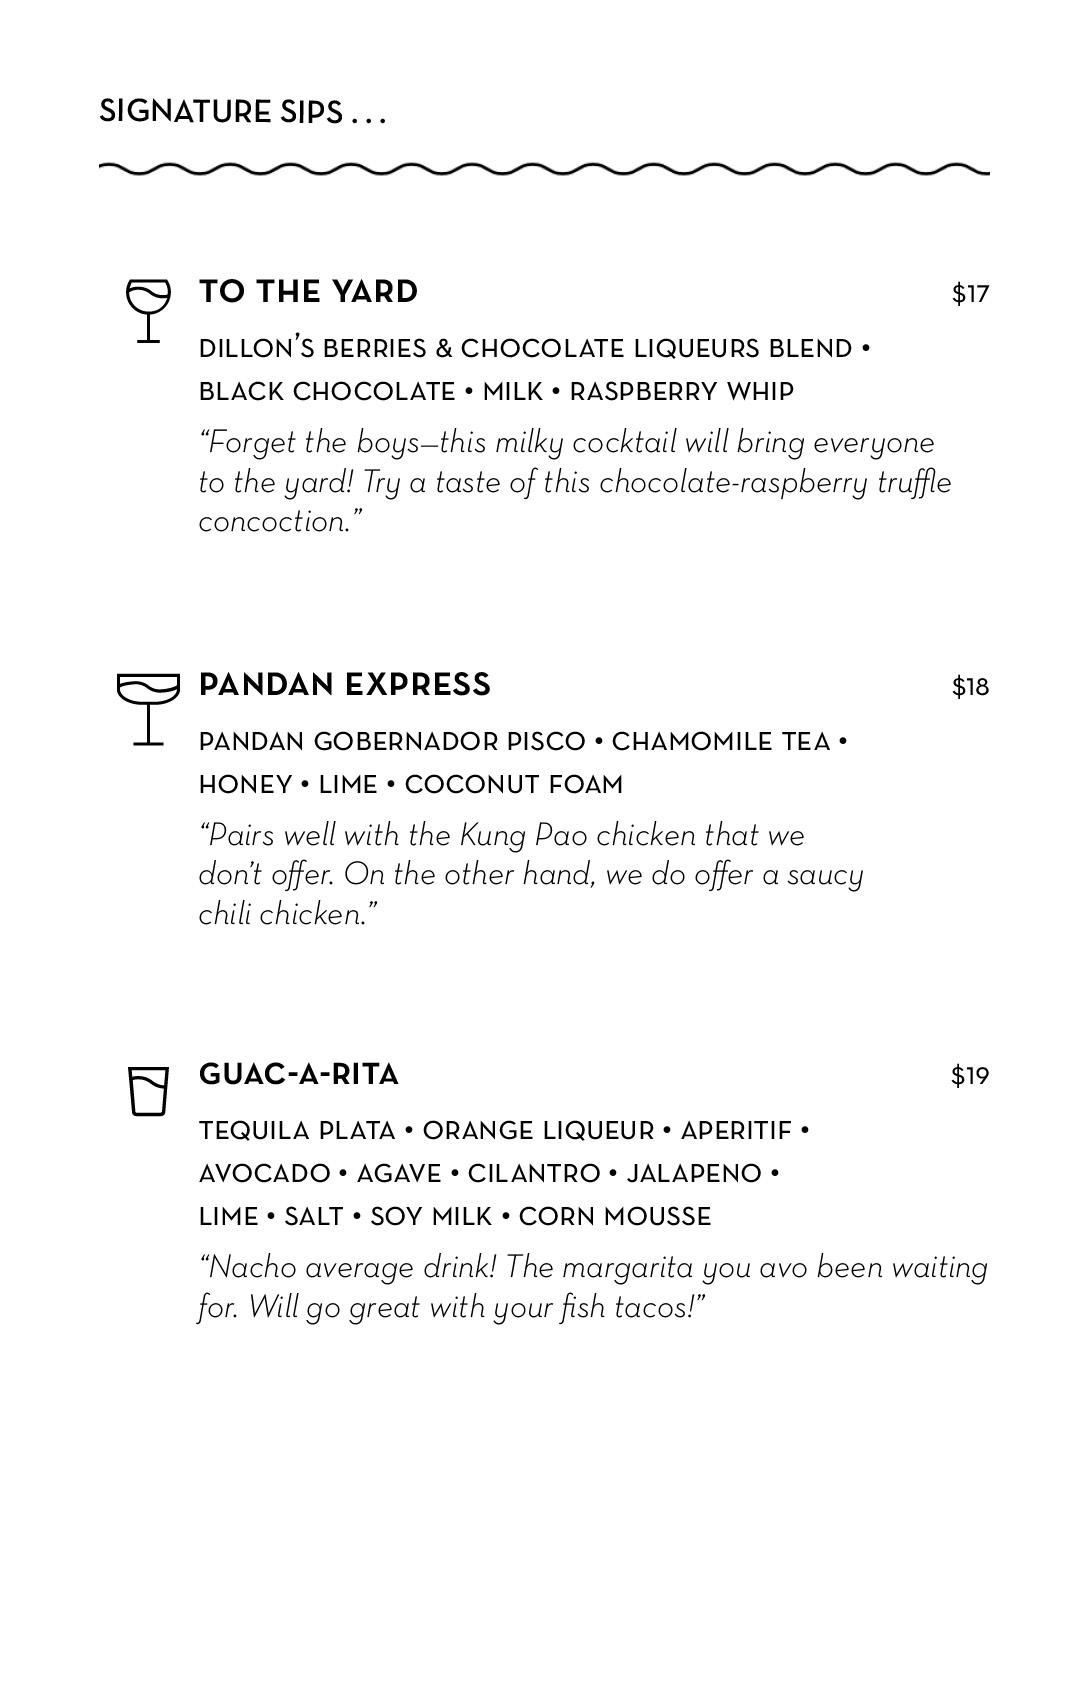 SIGNATURE SIPS . . .
TO THE YARD
$17
DILLON’S BERRIES & CHOCOLATE LIQUEURS BLEND •
BLACK CHOCOLATE • MILK • RASPBERRY WHIP
“Forget the boys—this milky cocktail will bring everyone
to the yard! Try a taste of this chocolate-raspberry truffle
concoction.”
PANDAN EXPRESS
$18
PANDAN GOBERNADOR PISCO • CHAMOMILE TEA •
HONEY • LIME • COCONUT FOAM
“Pairs well with the Kung Pao chicken that we
don’t offer. On the other hand, we do offer a saucy
chili chicken.”
GUAC-A-RITA
$19
TEQUILA PLATA • ORANGE LIQUEUR • APERITIF •
AVOCADO • AGAVE • CILANTRO • JALAPENO •
LIME • SALT • SOY MILK • CORN MOUSSE
“Nacho average drink! The margarita you avo been waiting
for. Will go great with your fish tacos!”